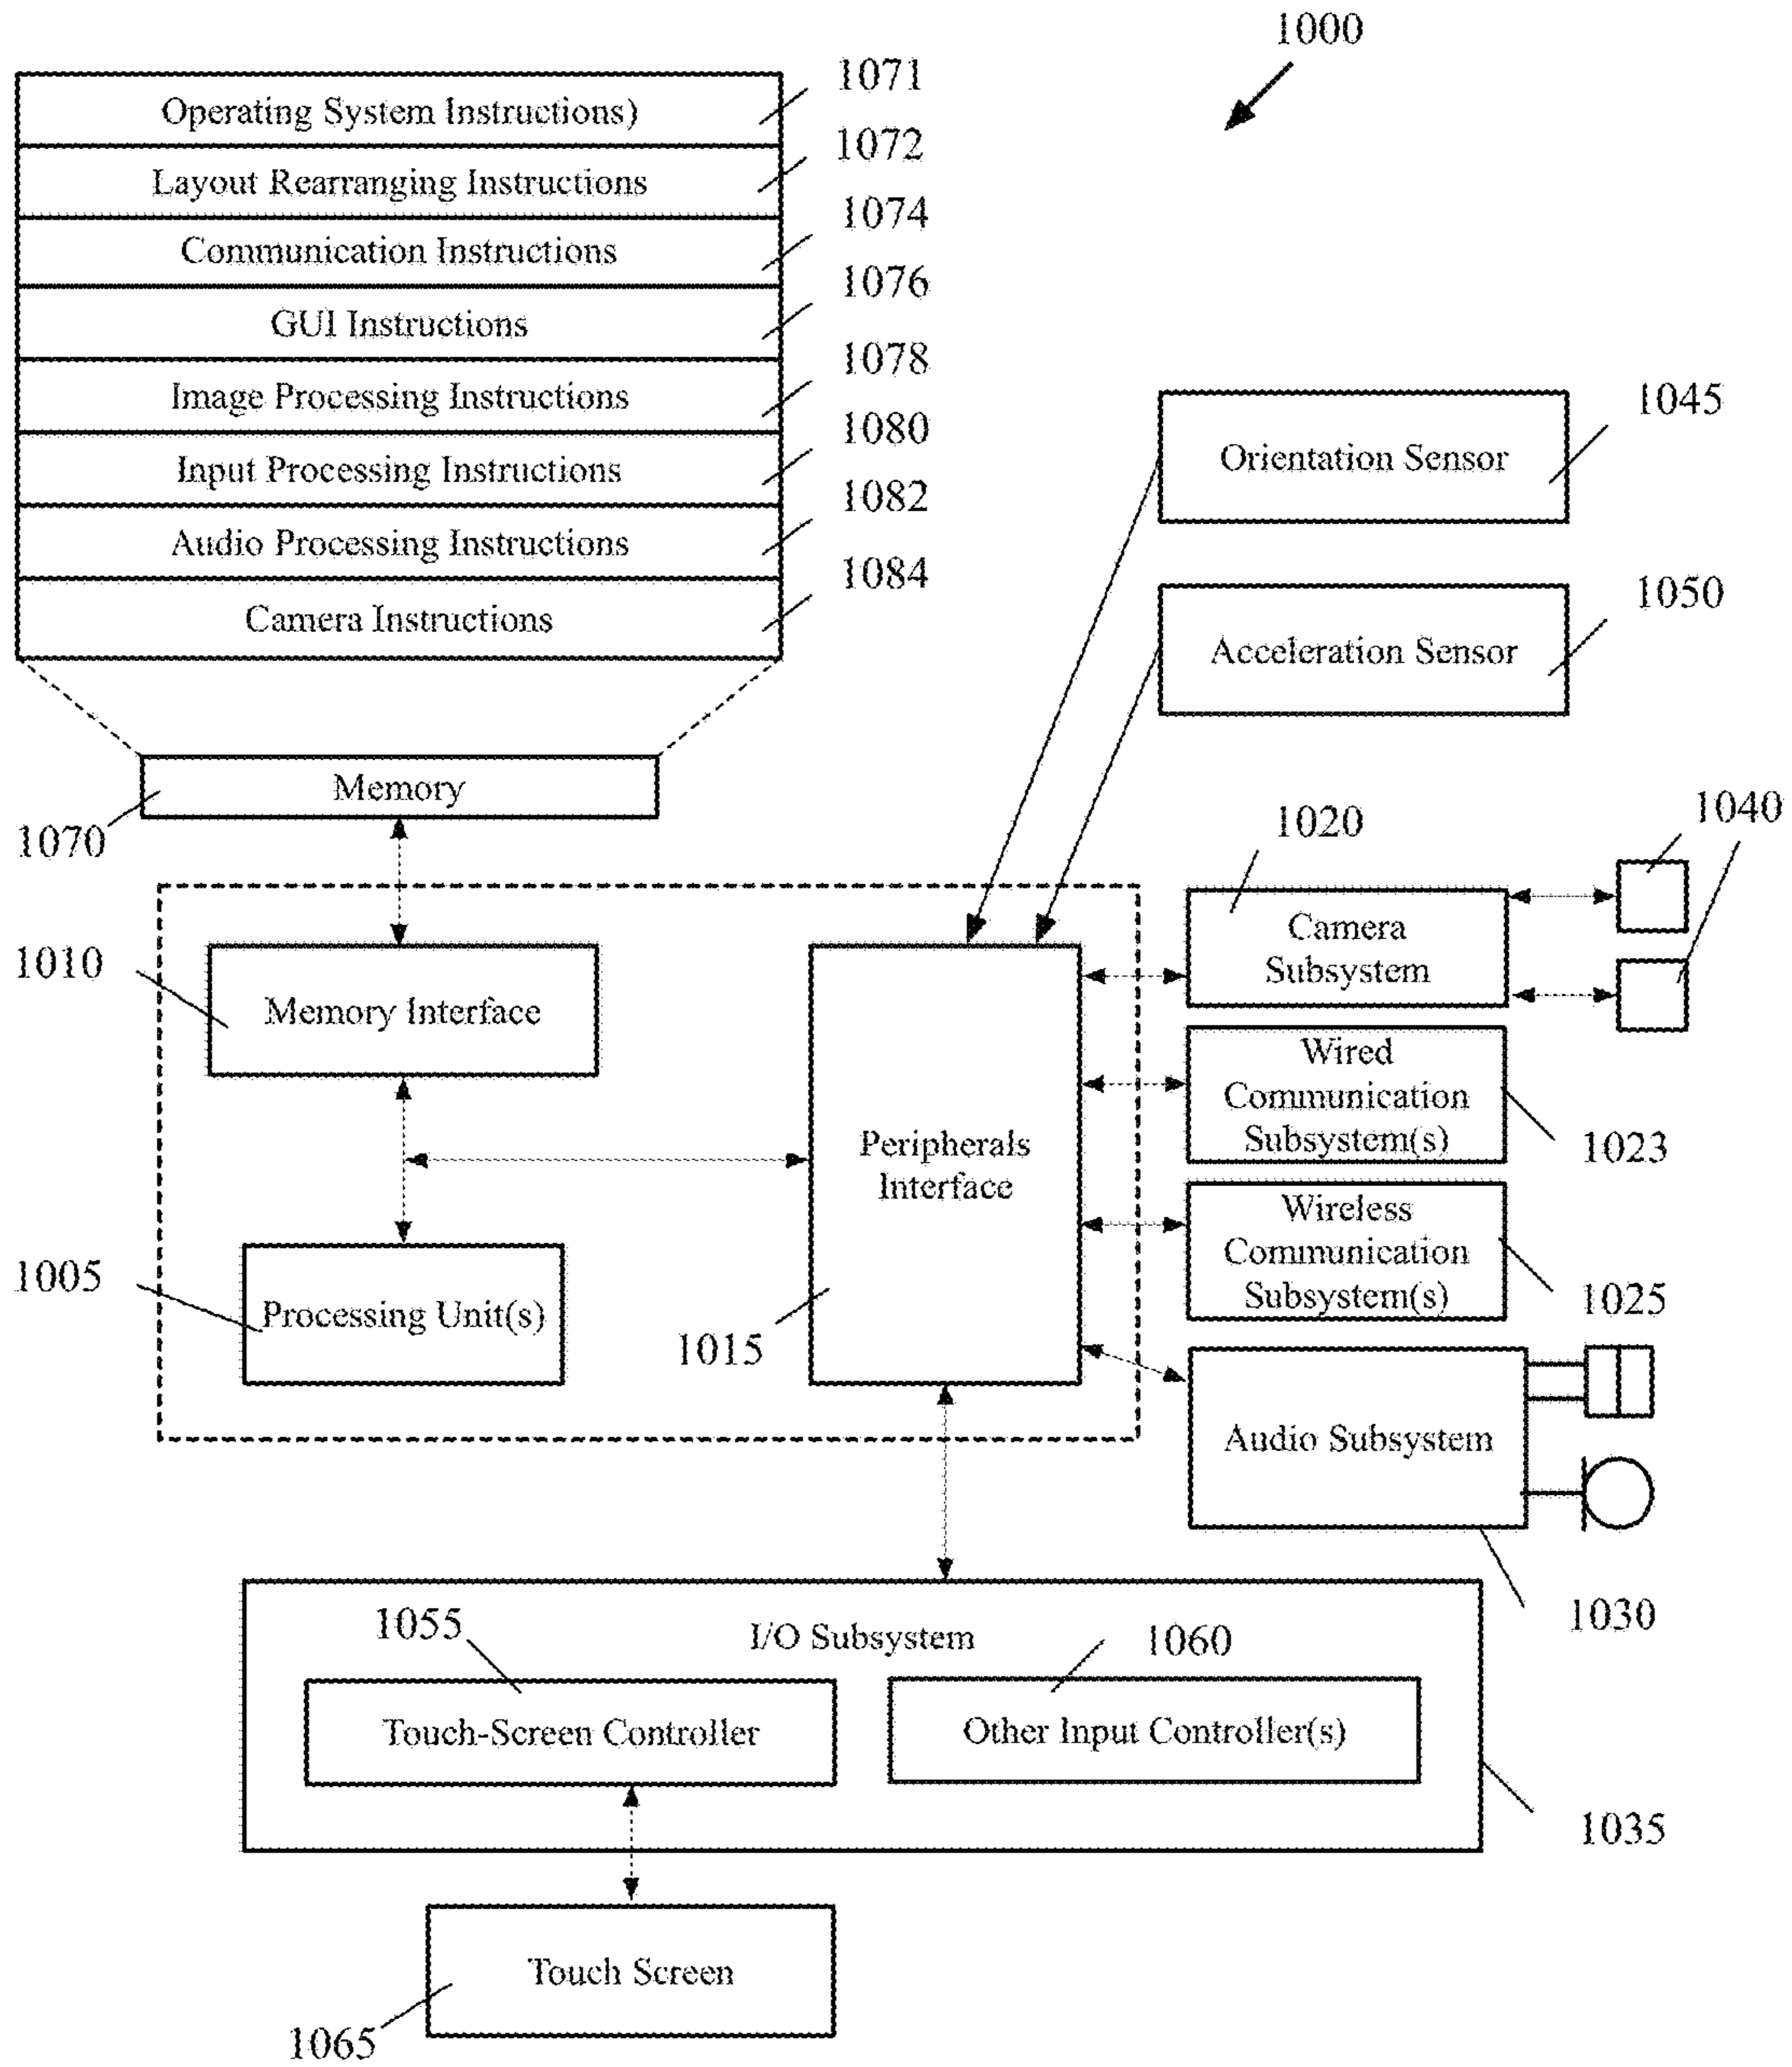 1000
1071
Operating System Instructions)
1072
Layout Rearranging Instructions
1074
Communication Instructions
1076
GUI Instructions
1078
Image Processing Instructions
1080
Input Processing Instructions
1082
Audio Processing Instructions
1084
Camera Instructions
1045
Orientation Sensor
1050
Acceleration Sensor
Memory
1070
1020
1040
Camera
Subsystem
1010
Memory Interface
Wired
Communication
Subsystem(s)
1023
Peripherals
Interface
Wireless
Communication
Subsystem(s)
1025
1005
Processing Unit(s)
1015
Audio Subsystem
1030
1055
I/O Subsystem
1060
Touch-Screen Controller
Other Input Controller(s)
1035
Touch Screen
1065